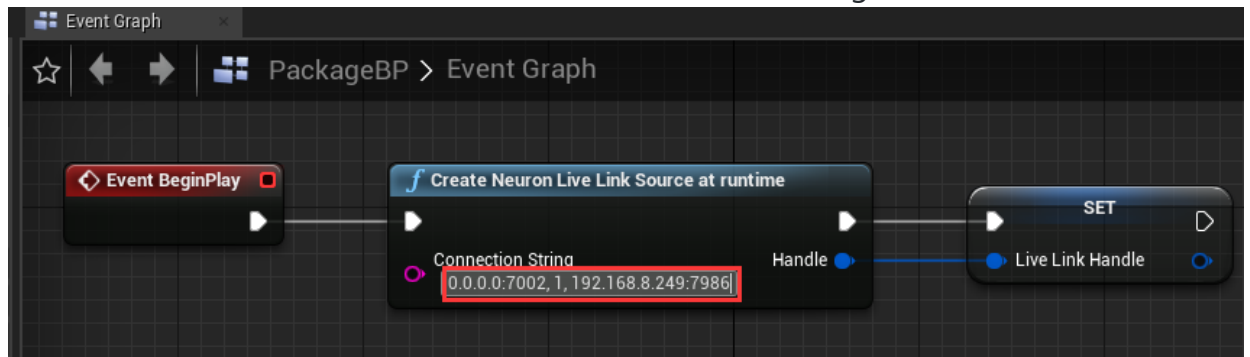 Event Graph
PackageBP > Event Graph
Event BeginPlay
f Create Neuron Live Link Source at runtime
SET
Connection String
Handle
Live Link Handle
0.0.0.0:7002, 1, 192.168.8.249:7986